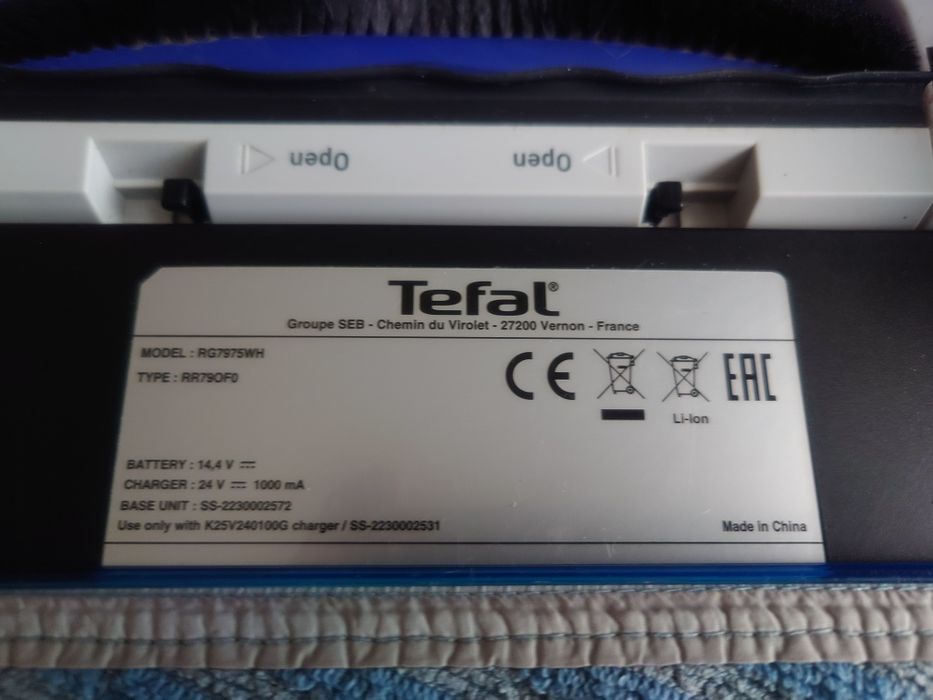 Open
Open
Tefal®
Groupe SEB - Chemin du Virolet - 27200 Vernon - France
MODEL : RG7975WH
TYPE : RR79OF0
CE
EAC
Li-Ion
BATTERY : 14,4 V ⎓
CHARGER : 24 V ⎓ 1000 mA
BASE UNIT : SS-2230002572
Use only with K25V240100G charger / SS-2230002531
Made in China